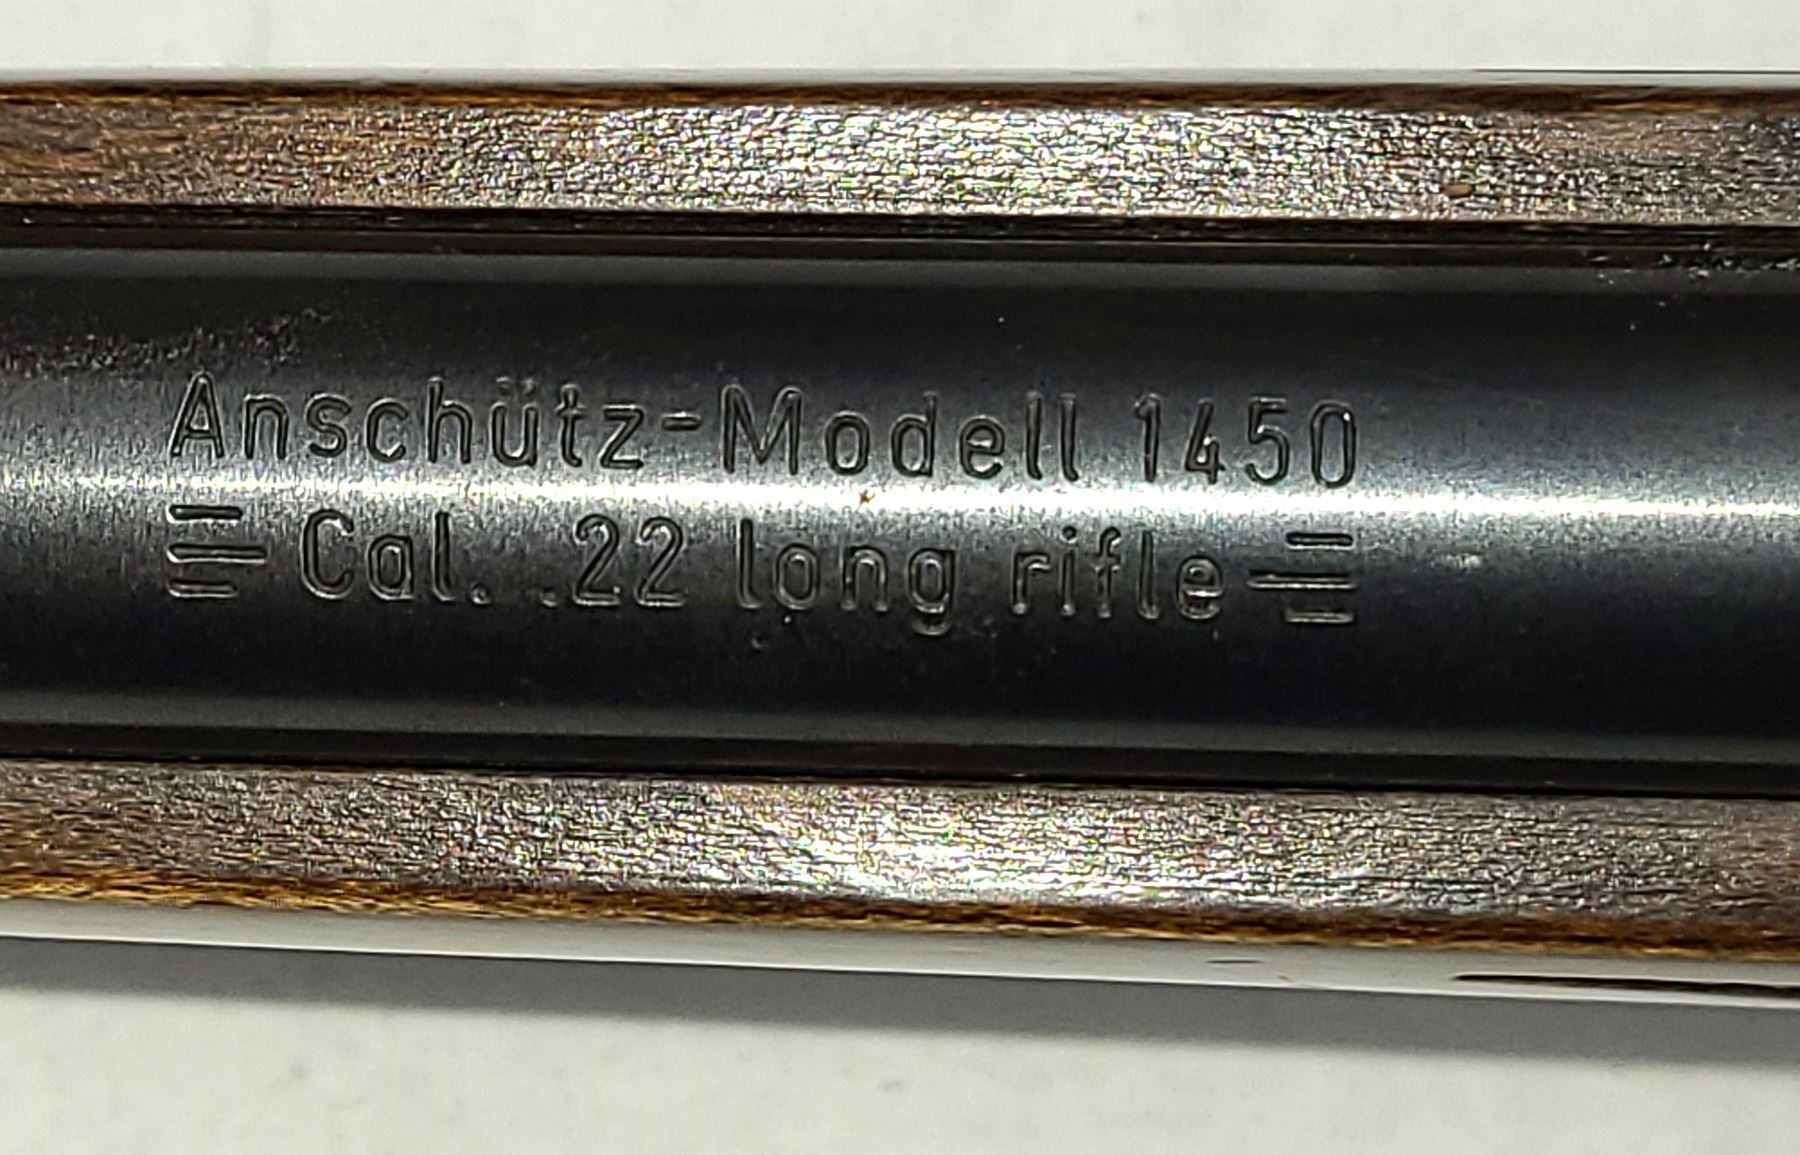 Anschütz-Modell 1450
Cal. .22 long rifle